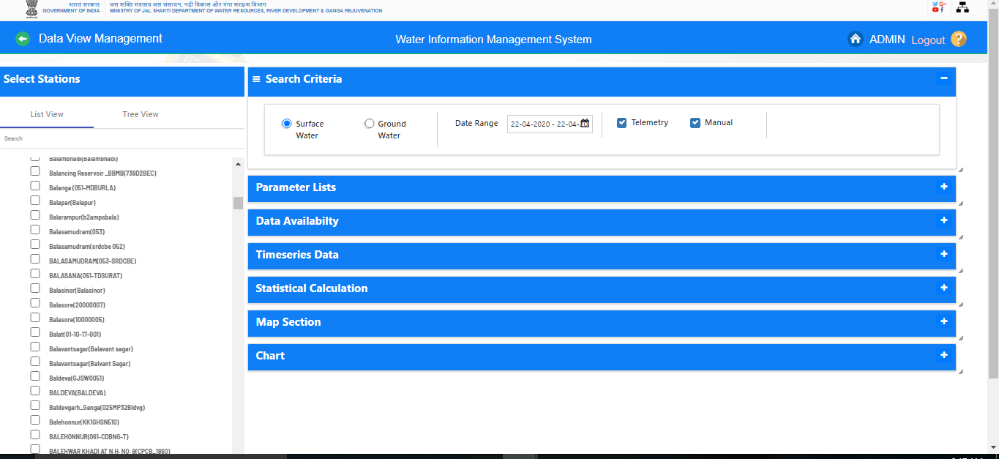 भारत सरकार
GOVERNMENT OF INDIA
जल शक्ति मंत्रालय जल संसाधन, नदी विकास और गंगा संरक्षण विभाग
MINISTRY OF JAL SHAKTI DEPARTMENT OF WATER RESOURCES, RIVER DEVELOPMENT & GANGA REJUVENATION
Data View Management
Water Information Management System
ADMIN Logout ?
Select Stations
List View Tree View
Search
Balambhadi(Balambhadi)
Balancing Reservoir _BBMB(738D2BEC)
Balanga (051-MDBURLA)
Balapar(Balapur)
Balarampur(b2ampsbala)
Balasamudram(053)
Balasamudram(srdcbe 052)
BALASAMUDRAM(053-SRDCBE)
BALASANA(051-TDSURAT)
Balasinor(Balasinor)
Balasore(20000007)
Balasore(10000005)
Balat(01-10-17-001)
Balavantsagar(Balavant sagar)
Balavantsagar(Balvant Sagar)
Baldeva(GJSW0051)
BALDEVA(BALDEVA)
Baldevgarh_Ganga(025MP32Bldvg)
Balehonnur(KK1GHSN510)
BALEHONNUR(061-CDBNG-T)
BALEHWAR KHADI AT N.H. NO. 8(CPCB_1860)
Search Criteria
Surface Water
Ground Water
Date Range 22-04-2020 - 22-04-20
Telemetry
Manual
Parameter Lists
Data Availabilty
Timeseries Data
Statistical Calculation
Map Section
Chart